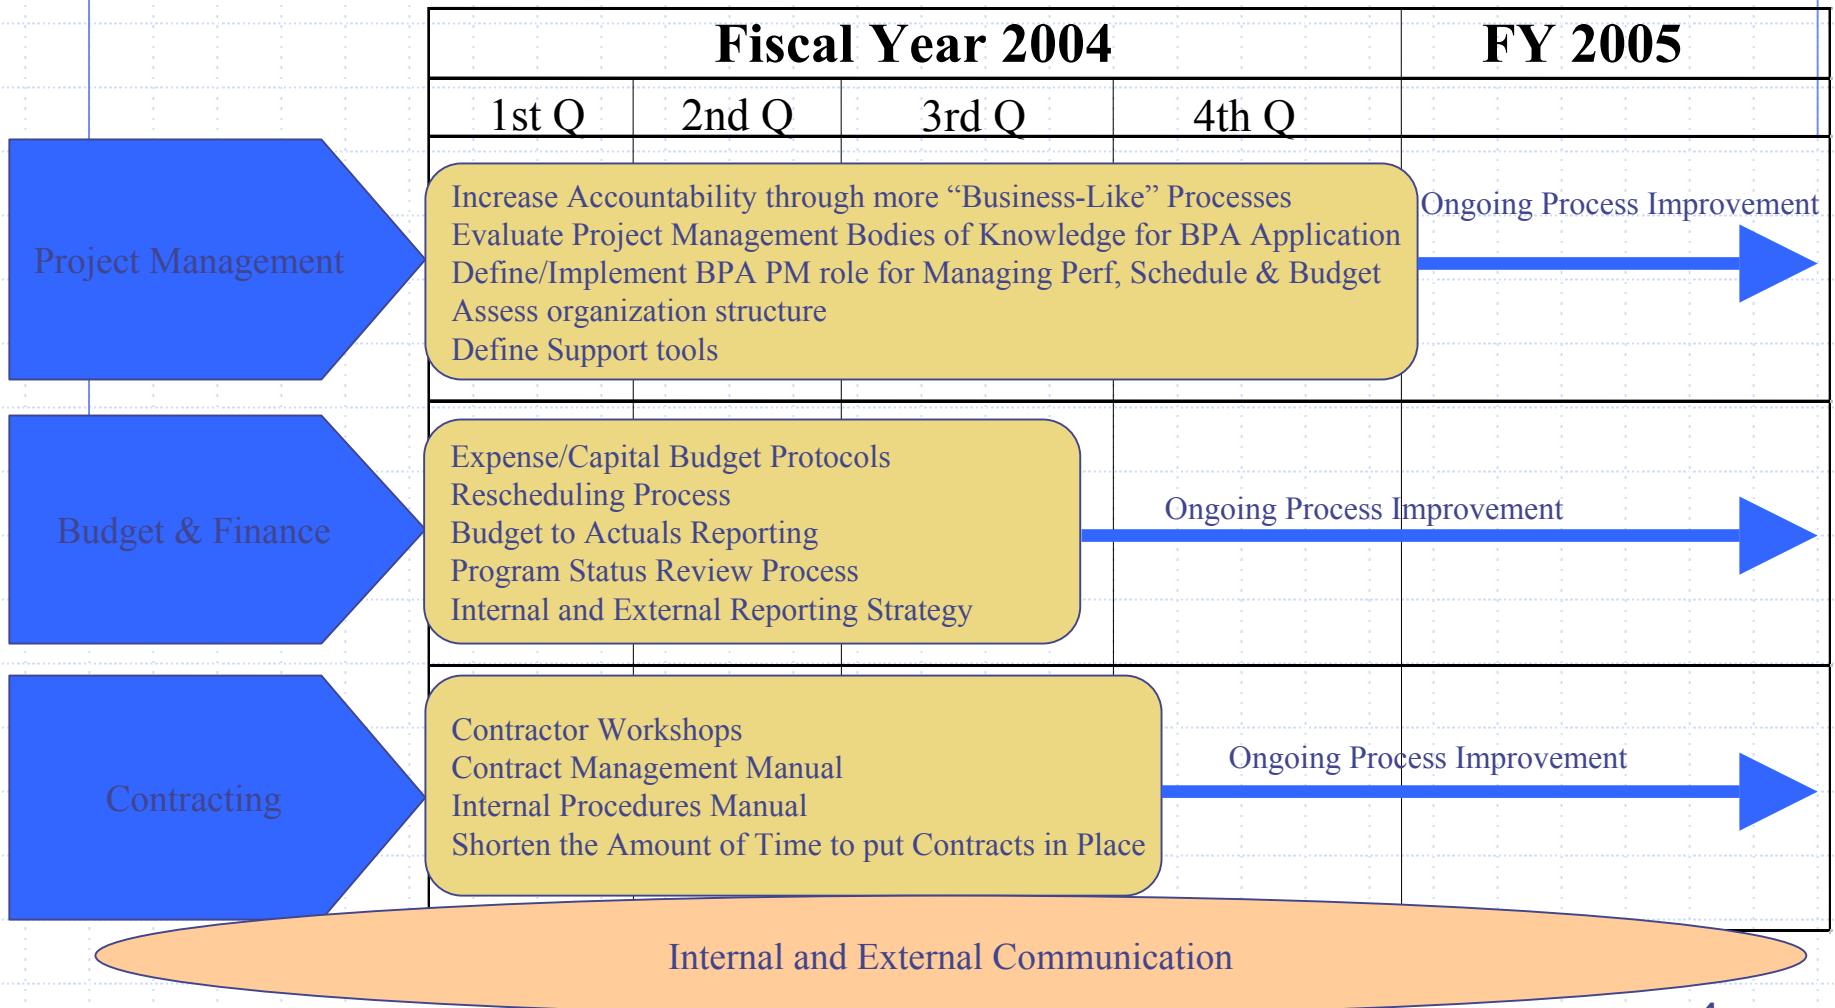 Fiscal Year 2004
FY 2005
1st Q
2nd Q
3rd Q
4th Q
Project Management
Increase Accountability through more “Business-Like” Processes
Evaluate Project Management Bodies of Knowledge for BPA Application
Define/Implement BPA PM role for Managing Perf, Schedule & Budget
Assess organization structure
Define Support tools
Ongoing Process Improvement
Budget & Finance
Expense/Capital Budget Protocols
Rescheduling Process
Budget to Actuals Reporting
Program Status Review Process
Internal and External Reporting Strategy
Ongoing Process Improvement
Contracting
Contractor Workshops
Contract Management Manual
Internal Procedures Manual
Shorten the Amount of Time to put Contracts in Place
Ongoing Process Improvement
Internal and External Communication